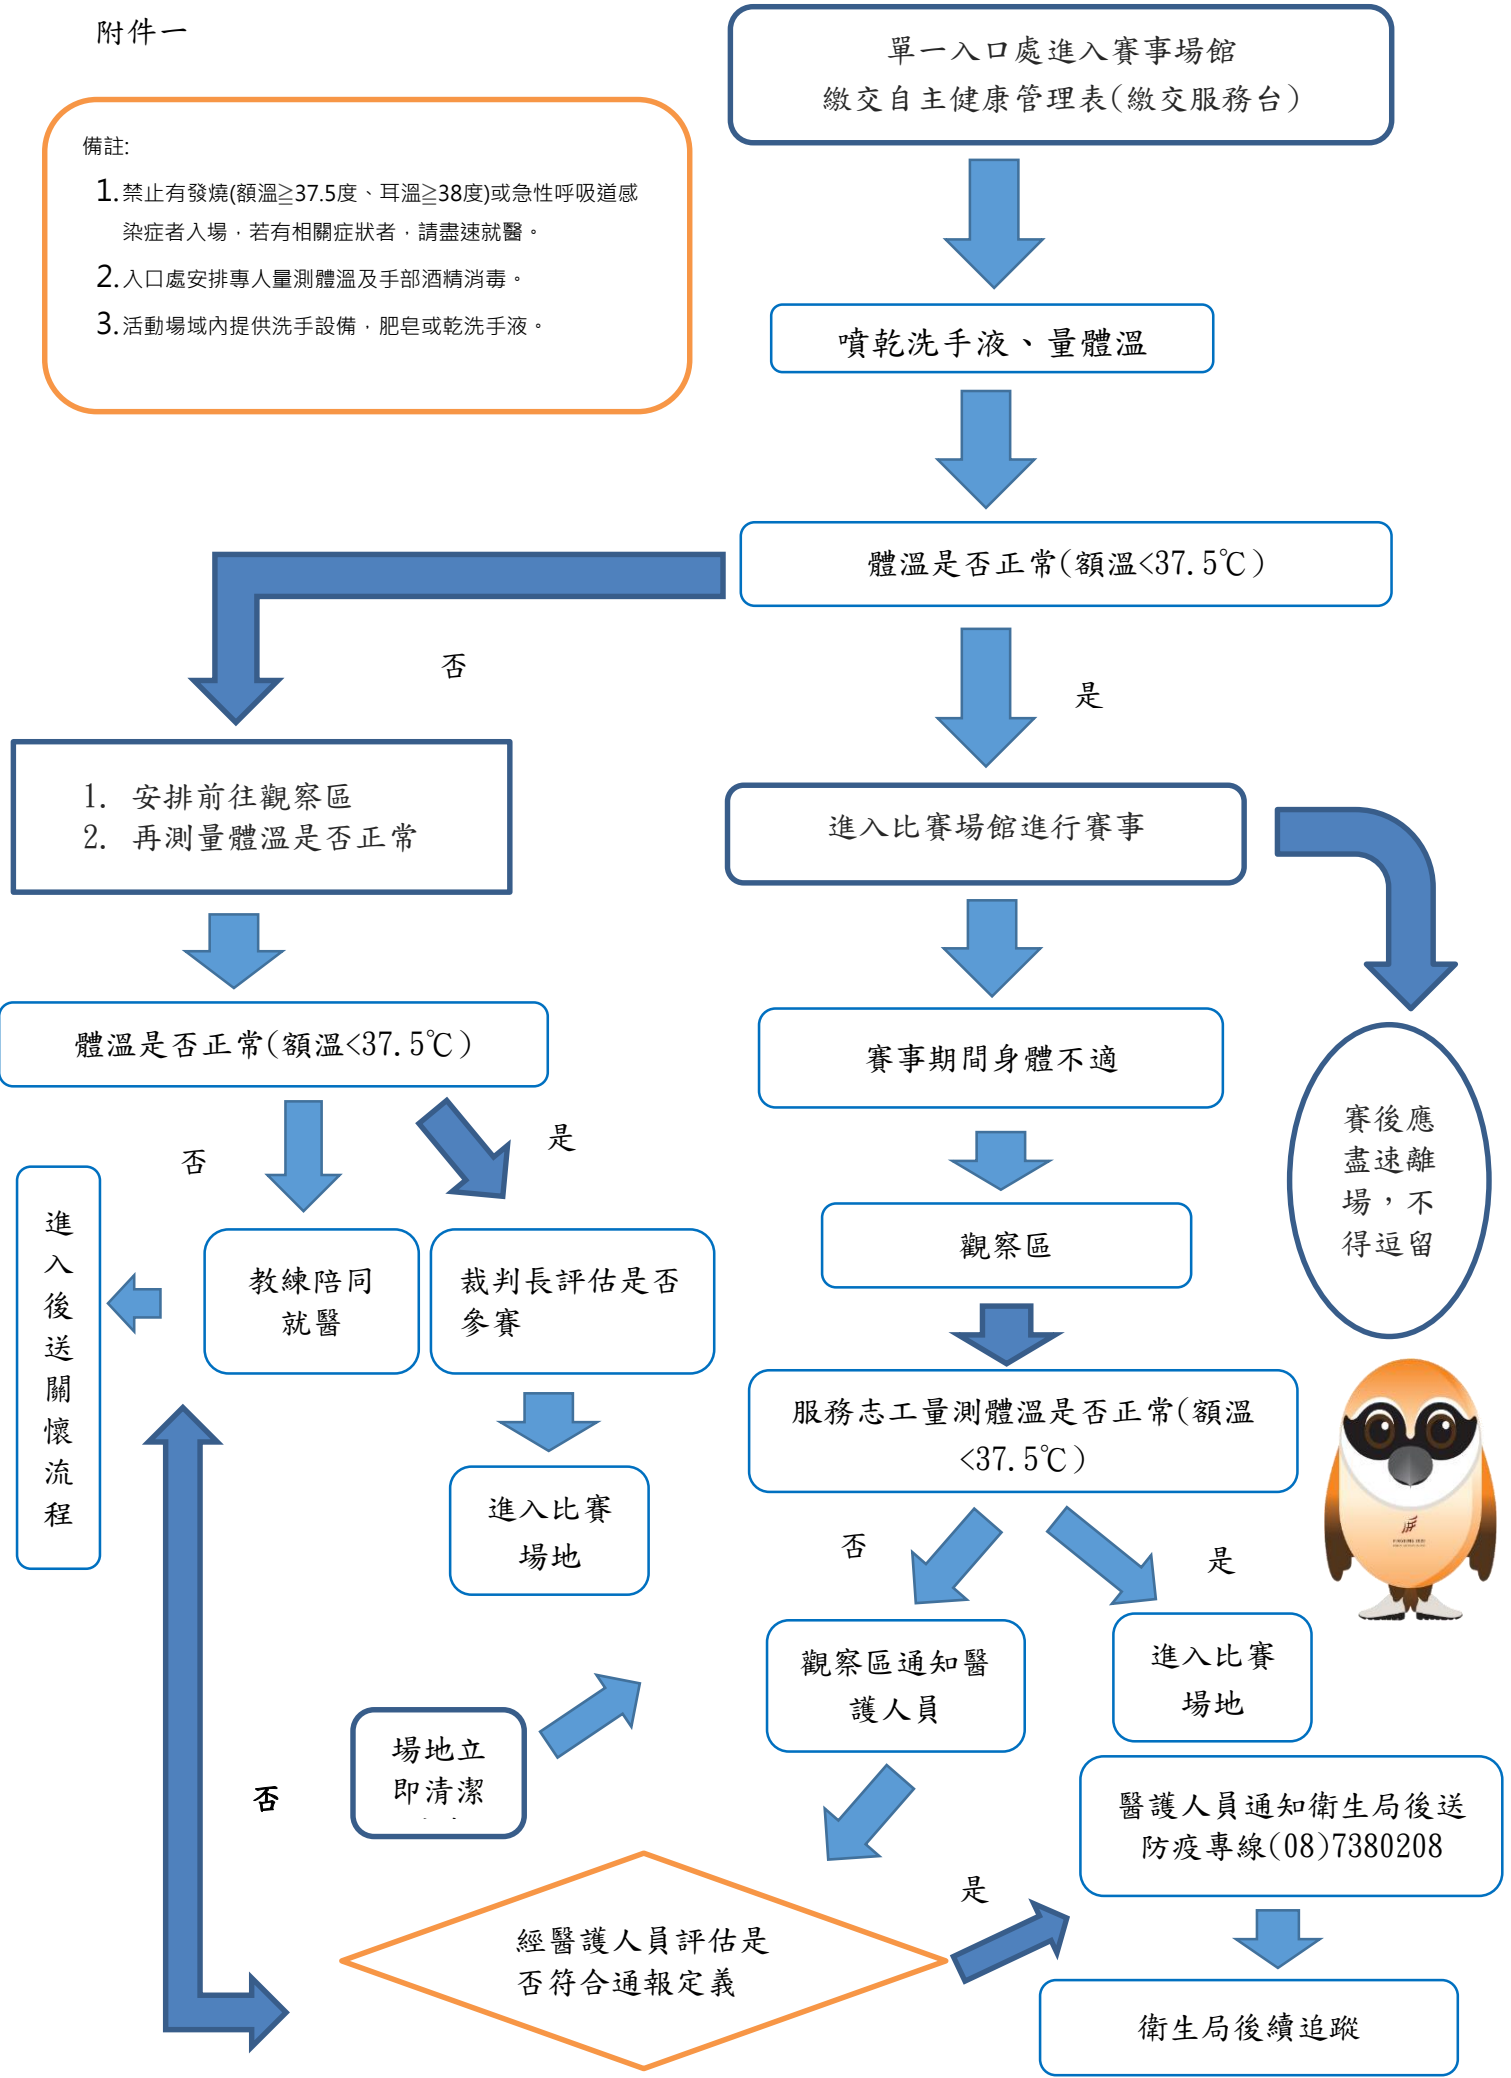 附件一
單一入口處進入賽事場館
繳交自主健康管理表(繳交服務台)
備註:
1.禁止有發燒(額溫≧37.5度、耳溫≧38度)或急性呼吸道感
染症者入場，若有相關症狀者，請盡速就醫。
2.入口處安排專人量測體溫及手部酒精消毒。
3.活動場域內提供洗手設備，肥皂或乾洗手液。
噴乾洗手液、量體溫
體溫是否正常(額溫<37.5℃)
否
是
1. 安排前往觀察區
2. 再測量體溫是否正常
進入比賽場館進行賽事
體溫是否正常(額溫<37.5℃)
賽事期間身體不適
賽後應
盡速離
場，不
得逗留
否
是
進入後送關懷流程
教練陪同
就醫
裁判長評估是否
參賽
觀察區
服務志工量測體溫是否正常(額溫
<37.5℃)
進入比賽
場地
否
是
觀察區通知醫
護人員
進入比賽
場地
場地立
即清潔
否
醫護人員通知衛生局後送
防疫專線(08)7380208
是
經醫護人員評估是
否符合通報定義
衛生局後續追蹤